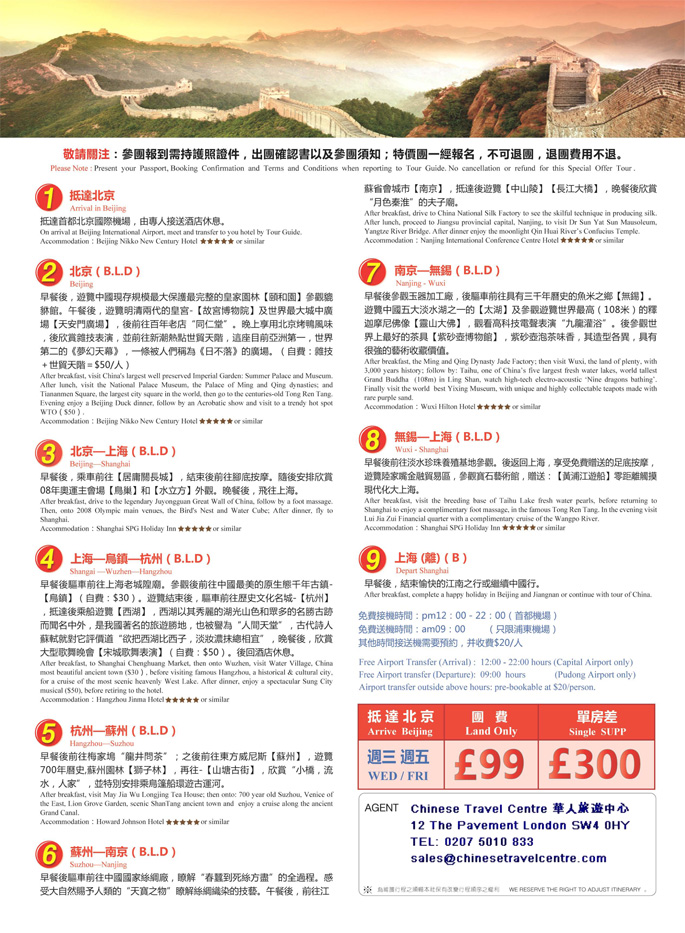 敬請關注：參團報到需持護照證件，出團確認書以及參團須知；特價團一經報名，不可退團，退團費用不退。
Please Note : Present your Passport, Booking Confirmation and Terms and Conditions when reporting to Tour Guide. No cancellation or refund for this Special Offer Tour .
1 抵達北京
Arrival in Beijing
抵達首都北京國際機場，由專人接送酒店休息。
On arrival at Beijing International Airport, meet and transfer to you hotel by Tour Guide.
Accommodation：Beijing Nikko New Century Hotel ★★★★★ or similar
2 北京（B.L.D）
Beijing
早餐後，遊覽中國現存規模最大保護最完整的皇家園林【頤和園】參觀貔
貅館。午餐後，遊覽明清兩代的皇宮-【故宮博物院】及世界最大城中廣
場【天安門廣場】，後前往百年老店“同仁堂”。晚上享用北京烤鴨風味
，後欣賞雜技表演，並前往新潮熱點世貿天階，這座目前亞洲第一，世界
第二的《夢幻天幕》，一條被人們稱為《日不落》的廣場。（自費：雜技
＋世貿天階＝$50/人）
After breakfast, visit China's largest well preserved Imperial Garden: Summer Palace and Museum.
After lunch, visit the National Palace Museum, the Palace of Ming and Qing dynasties; and
Tiananmen Square, the largest city square in the world, then go to the centuries-old Tong Ren Tang.
Evening enjoy a Beijing Duck dinner, follow by an Acrobatic show and visit to a trendy hot spot
WTO（$50）.
Accommodation：Beijing Nikko New Century Hotel ★★★★★ or similar
3 北京—上海（B.L.D）
Beijing—Shanghai
早餐後，乘車前往【居庸關長城】，結束後前往腳底按摩。隨後安排欣賞
08年奧運主會場【鳥巢】和【水立方】外觀。晚餐後，飛往上海。
After breakfast, drive to the legendary Juyongguan Great Wall of China, follow by a foot massage.
Then, onto 2008 Olympic main venues, the Bird's Nest and Water Cube; After dinner, fly to
Shanghai.
Accommodation：Shanghai SPG Holiday Inn ★★★★★or similar
4 上海—烏鎮—杭州（B.L.D）
Shangai —Wuzhen—Hangzhou
早餐後驅車前往上海老城隍廟。參觀後前往中國最美的原生態千年古鎮-
【烏鎮】（自費：$30）。遊覽結束後，驅車前往歷史文化名城-【杭州】
，抵達後乘船遊覽【西湖】，西湖以其秀麗的湖光山色和眾多的名勝古跡
而聞名中外，是我國著名的旅遊勝地，也被譽為“人間天堂”，古代詩人
蘇軾就對它評價道“欲把西湖比西子，淡妝濃抹總相宜”，晚餐後，欣賞
大型歌舞晚會【宋城歌舞表演】（自費：$50）。後回酒店休息。
After breakfast, to Shanghai Chenghuang Market, then onto Wuzhen, visit Water Village, China
most beautiful ancient town ($30 ) , before visiting famous Hangzhou, a historical & cultural city,
for a cruise of the most scenic heavenly West Lake. After dinner, enjoy a spectacular Sung City
musical ($50), before retiring to the hotel.
Accommodation：Hangzhou Jinma Hotel ★★★★★ or similar
5 杭州—蘇州（B.L.D）
Hangzhou—Suzhou
早餐後前往梅家塢“龍井問茶”；之後前往東方威尼斯【蘇州】，遊覽
700年曆史,蘇州園林【獅子林】，再往-【山塘古街】，欣賞“小橋，流
水，人家”，並特別安排乘烏篷船環遊古運河。
After breakfast, visit May Jia Wu Longjing Tea House; then onto: 700 year old Suzhou, Venice of
the East, Lion Grove Garden, scenic ShanTang ancient town and enjoy a cruise along the ancient
Grand Canal.
Accommodation：Howard Johnson Hotel ★★★★★ or similar
6 蘇州—南京（B.L.D）
Suzhou—Nanjing
早餐後驅車前往中國國家絲綢廠，瞭解“春蠶到死絲方盡”的全過程。感
受大自然賜予人類的“天寶之物”瞭解絲綢織染的技藝。午餐後，前往江
蘇省會城市【南京】，抵達後遊覽【中山陵】【長江大橋】，晚餐後欣賞
“月色秦淮”的夫子廟。
After breakfast, drive to China National Silk Factory to see the skilful technique in producing silk.
After lunch, proceed to Jiangsu provincial capital, Nanjing, to visit Dr Sun Yat Sun Mausoleum,
Yangtze River Bridge. After dinner enjoy the moonlight Qin Huai River's Confucius Temple.
Accommodation：Nanjing International Conference Centre Hotel ★★★★★ or similar
7 南京—無錫（B.L.D）
Nanjing - Wuxi
早餐後參觀玉器加工廠，後驅車前往具有三千年曆史的魚米之鄉【無錫】。
遊覽中國五大淡水湖之一的【太湖】及參觀遊覽世界最高（108米）的釋
迦摩尼佛像【靈山大佛】，觀看高科技電聲表演“九龍灌浴”。後參觀世
界上最好的茶具【紫砂壺博物館】，紫砂壺泡茶味香，其造型各異，具有
很強的藝術收藏價值。
After breakfast, the Ming and Qing Dynasty Jade Factory; then visit Wuxi, the land of plenty, with
3,000 years history; follow by: Taihu, one of China's five largest fresh water lakes, world tallest
Grand Buddha (108m) in Ling Shan, watch high-tech electro-acoustic ‘Nine dragons bathing’.
Finally visit the world best Yixing Museum, with unique and highly collectable teapots made with
rare purple sand.
Accommodation：Wuxi Hilton Hotel ★★★★★ or similar
8 無錫—上海（B.L.D）
Wuxi - Shanghai
早餐後前往淡水珍珠養殖基地參觀。後返回上海，享受免費贈送的足底按摩，
遊覽陸家嘴金融貿易區，參觀寶石藝術館，贈送：【黃浦江遊船】零距離觸摸
現代化大上海。
After breakfast, visit the breeding base of Taihu Lake fresh water pearls, before returning to
Shanghai to enjoy a complimentary foot massage, in the famous Tong Ren Tang. In the evening visit
Lui Jia Zui Financial quarter with a complimentary cruise of the Wangpo River.
Accommodation：Shanghai SPG Holiday Inn ★★★★★ or similar
9 上海 (離)（B）
Depart Shanghai
早餐後，結束愉快的江南之行或繼續中國行。
After breakfast, complete a happy holiday in Beijing and Jiangnan or continue with tour of China.
免費接機時間：pm12：00 - 22：00（首都機場）
免費送機時間：am09：00 （只限浦東機場）
其他時間接送機需預約，并收費$20/人
Free Airport Transfer (Arrival) : 12:00 - 22:00 hours (Capital Airport only)
Free Airport transfer (Departure): 09:00 hours (Pudong Airport only)
Airport transfer outside above hours: pre-bookable at $20/person.
抵達北京 團費 單房差
Arrive Beijing Land Only Single SUPP
週三 週五 £99 £300
WED / FRI
AGENT Chinese Travel Centre 華人旅遊中心
12 The Pavement London SW4 0HY
TEL: 0207 5010 833
sales@chinesetravelcentre.com
WE RESERVE THE RIGHT TO ADJUST ITINERARY .